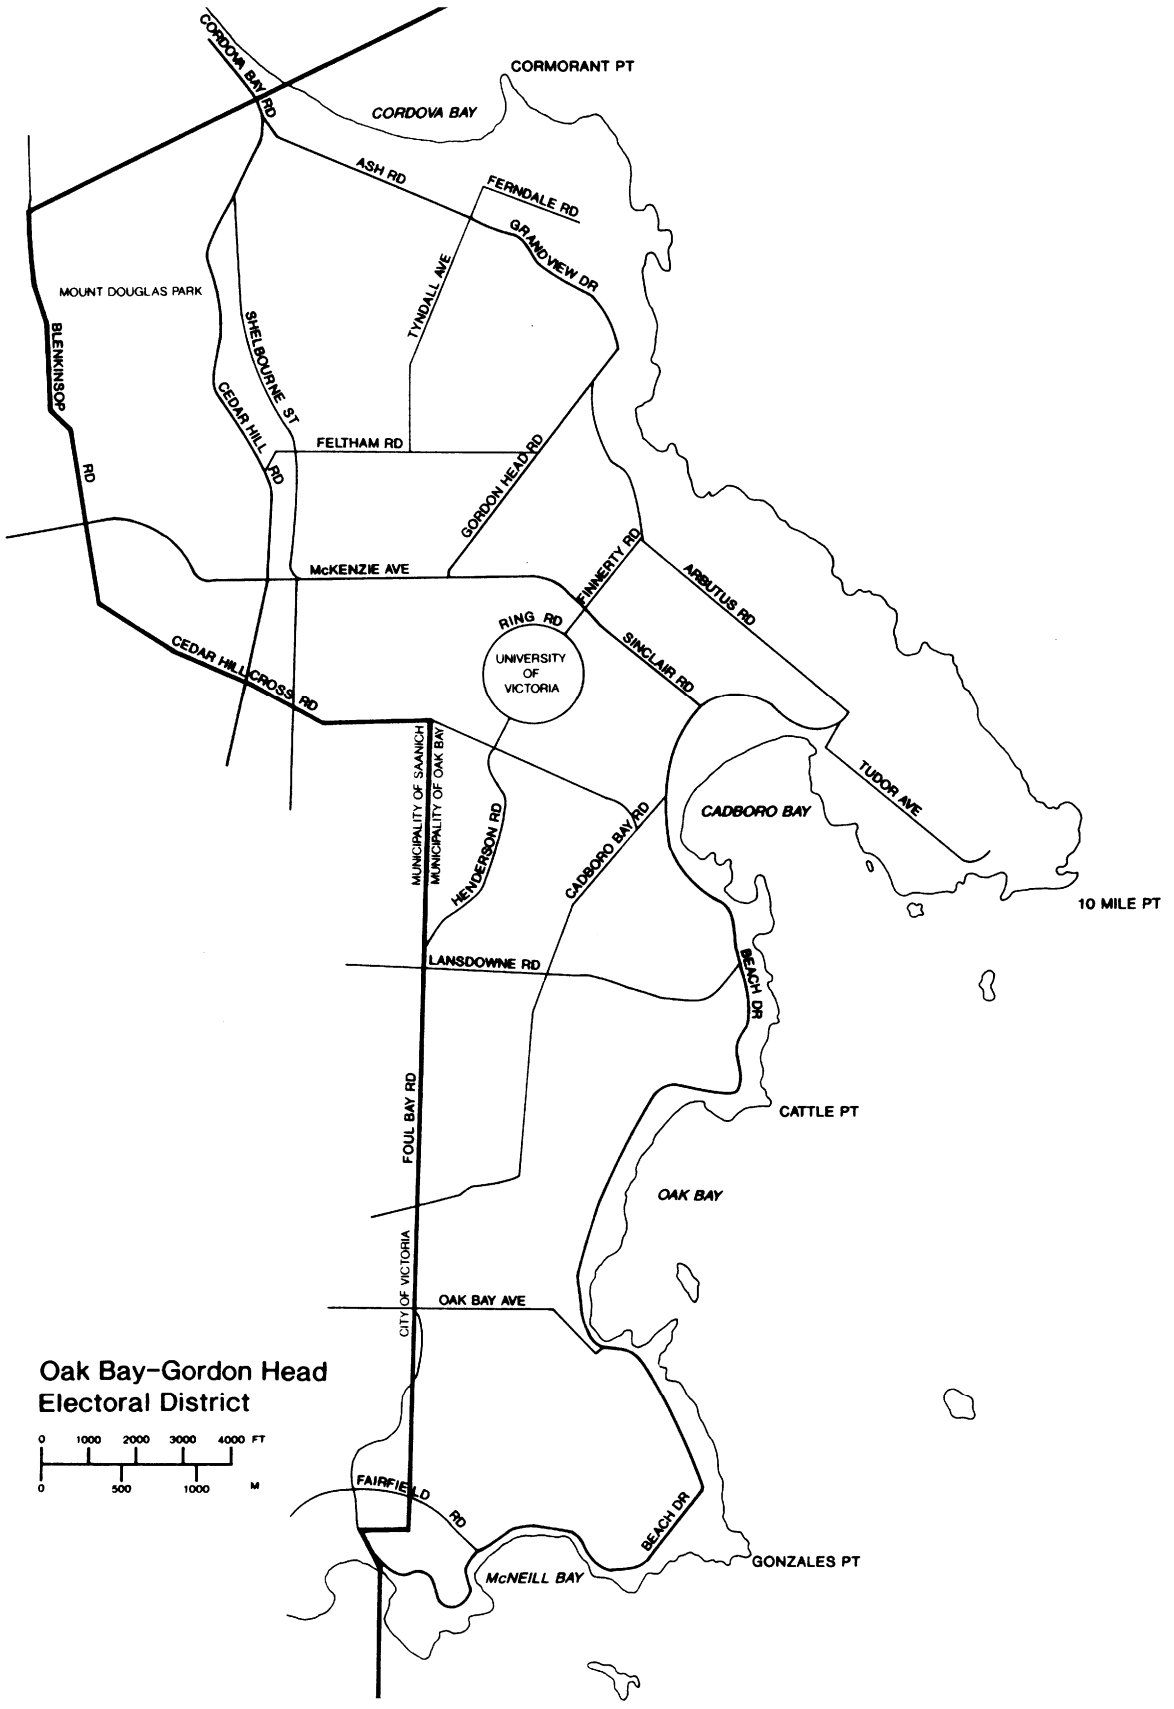 CORDOVA BAY RD
CORMORANT PT
CORDOVA BAY
ASH RD
FERNDALE RD
GRANDVIEW DR
TYNDALL AVE
MOUNT DOUGLAS PARK
SHELBOURNE ST
BLENKINSOP
RD
CEDAR HILL RD
FELTHAM RD
GORDON HEAD RD
McKENZIE AVE
FINNERTY RD
ARBUTUS RD
RING RD
SINCLAIR RD
UNIVERSITY
OF
VICTORIA
CEDAR HILL CROSS RD
MUNICIPALITY OF SAANICH
MUNICIPALITY OF OAK BAY
HENDERSON RD
CADBORO BAY RD
CADBORO BAY
TUDOR AVE
10 MILE PT
LANSDOWNE RD
BEACH DR
FOUL BAY RD
CATTLE PT
OAK BAY
CITY OF VICTORIA
OAK BAY AVE
Oak Bay-Gordon Head
Electoral District
0 1000 2000 3000 4000 FT
0 500 1000 M
FAIRFIELD RD
BEACH DR
GONZALES PT
McNEILL BAY